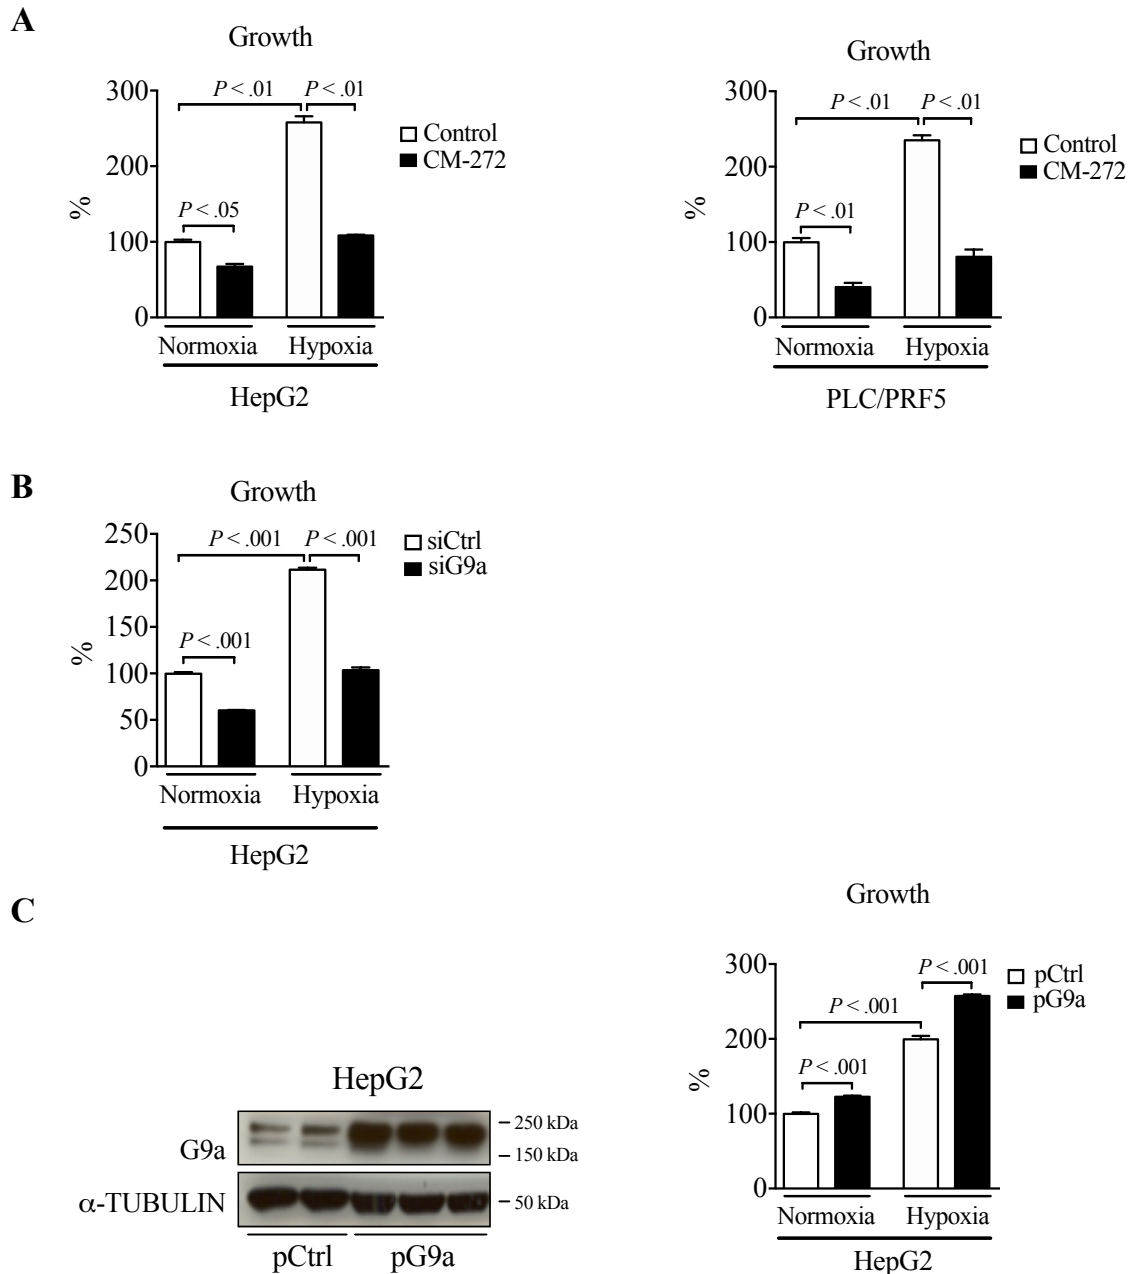 A
Growth
300
200
100
0
%
P < .01
P < .01
P < .05
Control
CM-272
Normoxia
Hypoxia
HepG2
Growth
300
200
100
0
%
P < .01
P < .01
P < .01
Control
CM-272
Normoxia
Hypoxia
PLC/PRF5
B
Growth
250
200
150
100
50
0
%
P < .001
P < .001
P < .001
siCtrl
siG9a
Normoxia
Hypoxia
HepG2
C
HepG2
G9a
250 kDa
150 kDa
α-TUBULIN
50 kDa
pCtrl
pG9a
Growth
300
200
100
0
%
P < .001
P < .001
P < .001
pCtrl
pG9a
Normoxia
Hypoxia
HepG2